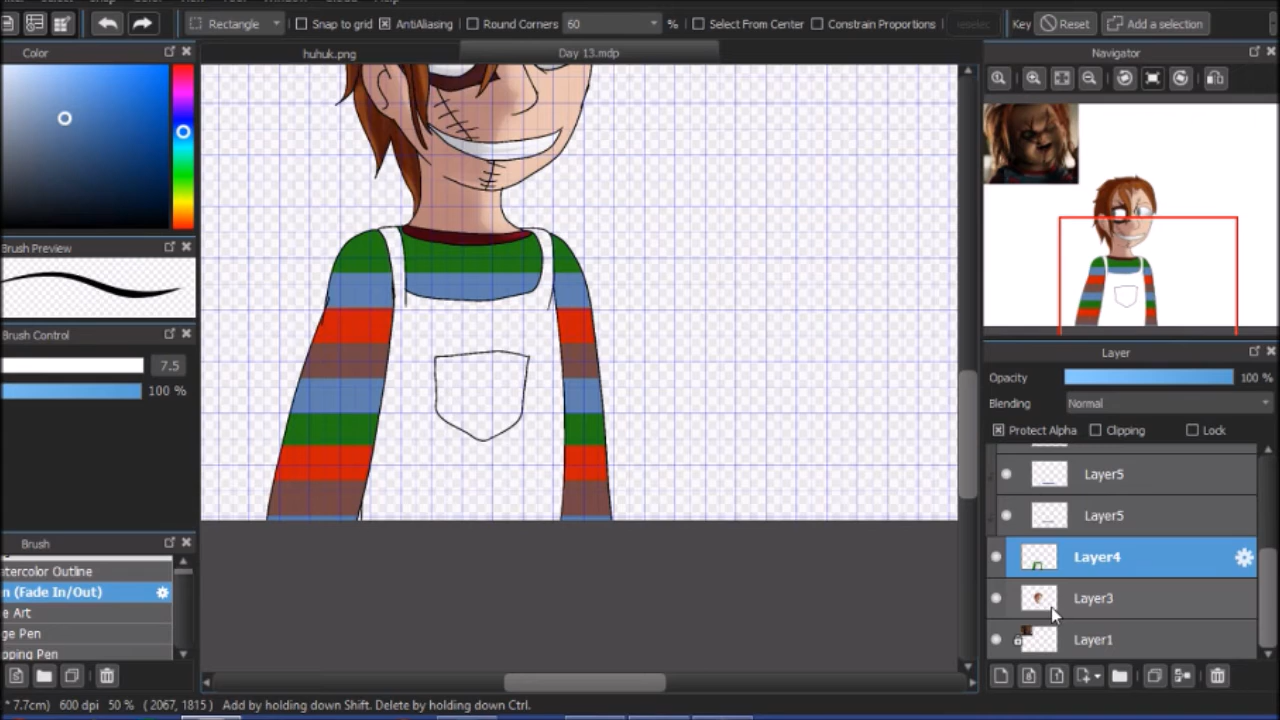 Rectangle Snap to grid AntiAliasing Round Corners 60 % Select From Center Constrain Proportions Key Reset Add a selection
Color
huhuk.png Day 13.mdp
Navigator
Brush Preview
Brush Control
7.5
100 %
Layer
Opacity 100 %
Blending Normal
Protect Alpha Clipping Lock
Layer5
Layer5
Layer4
Layer3
Layer1
Brush
atercolor Outline
n (Fade In/Out)
e Art
ge Pen
pping Pen
* 7.7cm) 600 dpi 50 % ( 2067, 1815 ) Add by holding down Shift. Delete by holding down Ctrl.